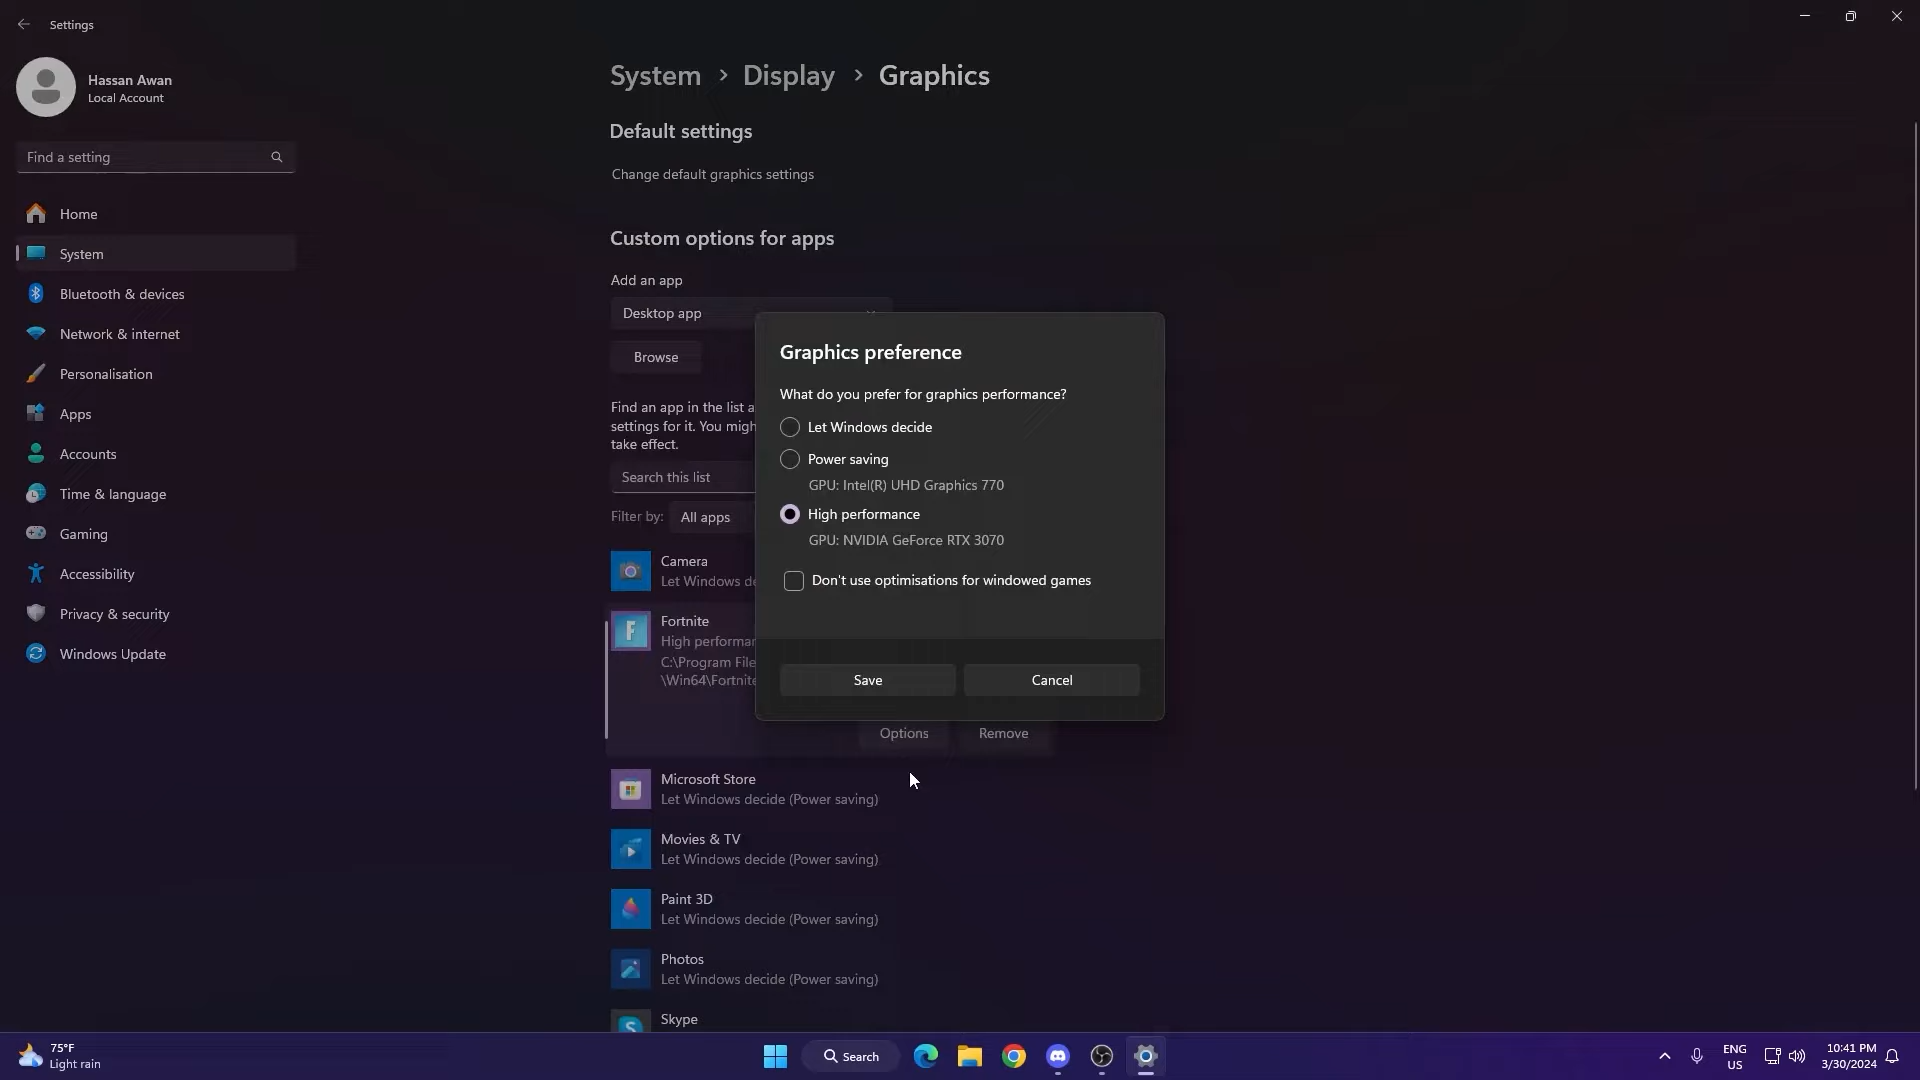 Settings
Hassan Awan
Local Account
Find a setting
Home
System
Bluetooth & devices
Network & internet
Personalisation
Apps
Accounts
Time & language
Gaming
Accessibility
Privacy & security
Windows Update
System > Display > Graphics
Default settings
Change default graphics settings
Custom options for apps
Add an app
Desktop app
Browse
Find an app in the list a
settings for it. You migh
take effect.
Search this list
Filter by: All apps
Camera
Let Windows de
Fortnite
High performan
C:\Program File
\Win64\Fortnite
Options Remove
Microsoft Store
Let Windows decide (Power saving)
Movies & TV
Let Windows decide (Power saving)
Paint 3D
Let Windows decide (Power saving)
Photos
Let Windows decide (Power saving)
Skype
Graphics preference
What do you prefer for graphics performance?
Let Windows decide
Power saving
GPU: Intel(R) UHD Graphics 770
High performance
GPU: NVIDIA GeForce RTX 3070
Don't use optimisations for windowed games
Save Cancel
75°F
Light rain
Search
ENG
US
10:41 PM
3/30/2024